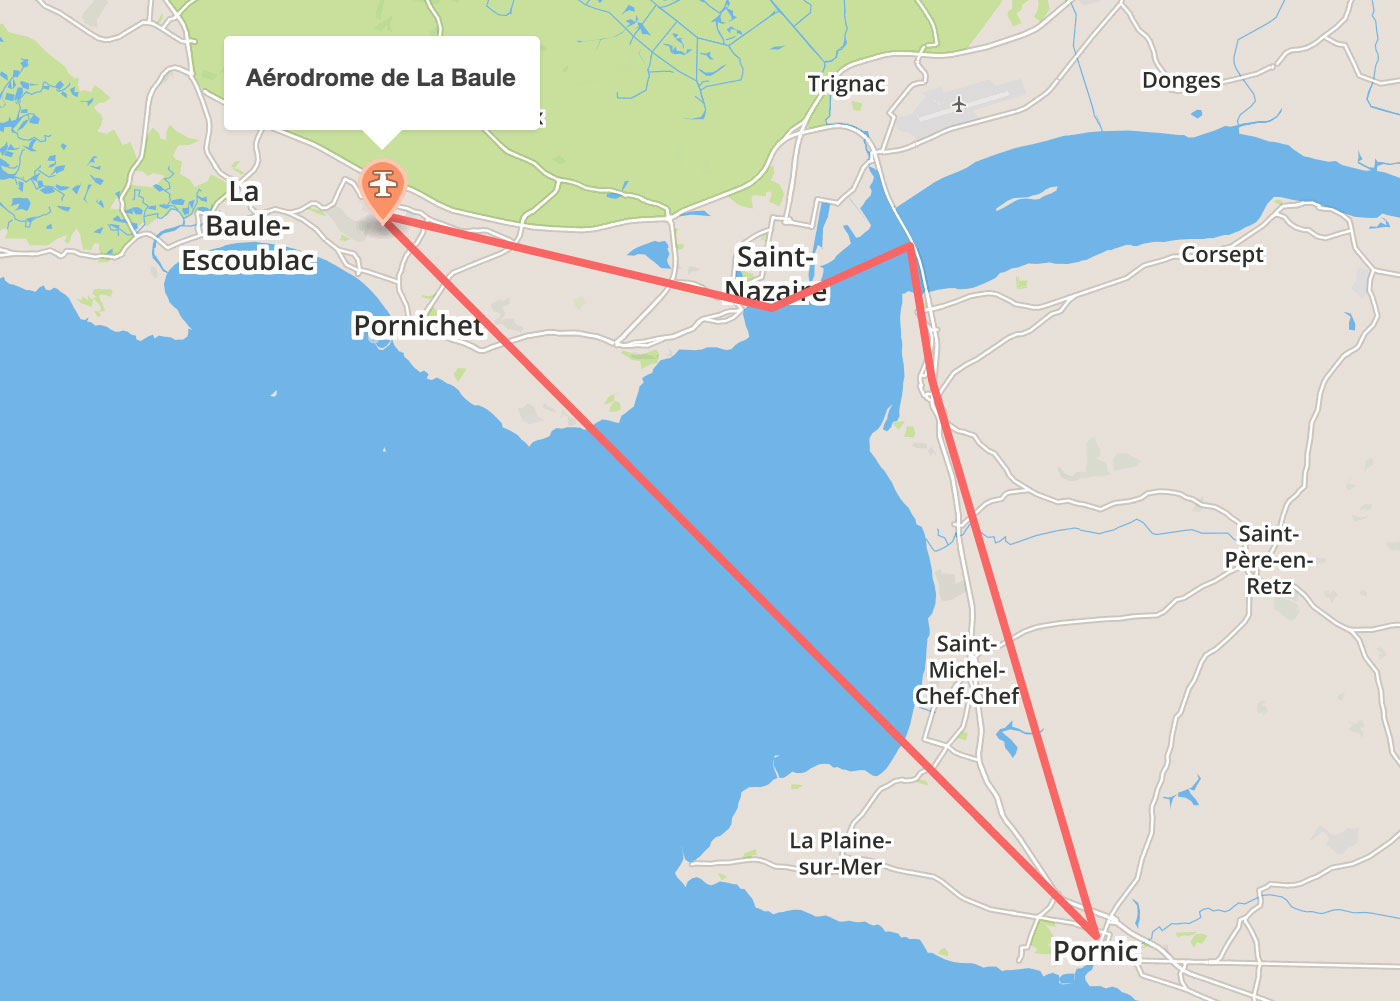 Aérodrome de La Baule
Trignac
Donges
La
Baule-
Escoublac
Saint-
Nazaire
Corsept
Pornichet
Saint-
Père-en-
Retz
Saint-
Michel-
Chef-Chef
La Plaine-
sur-Mer
Pornic